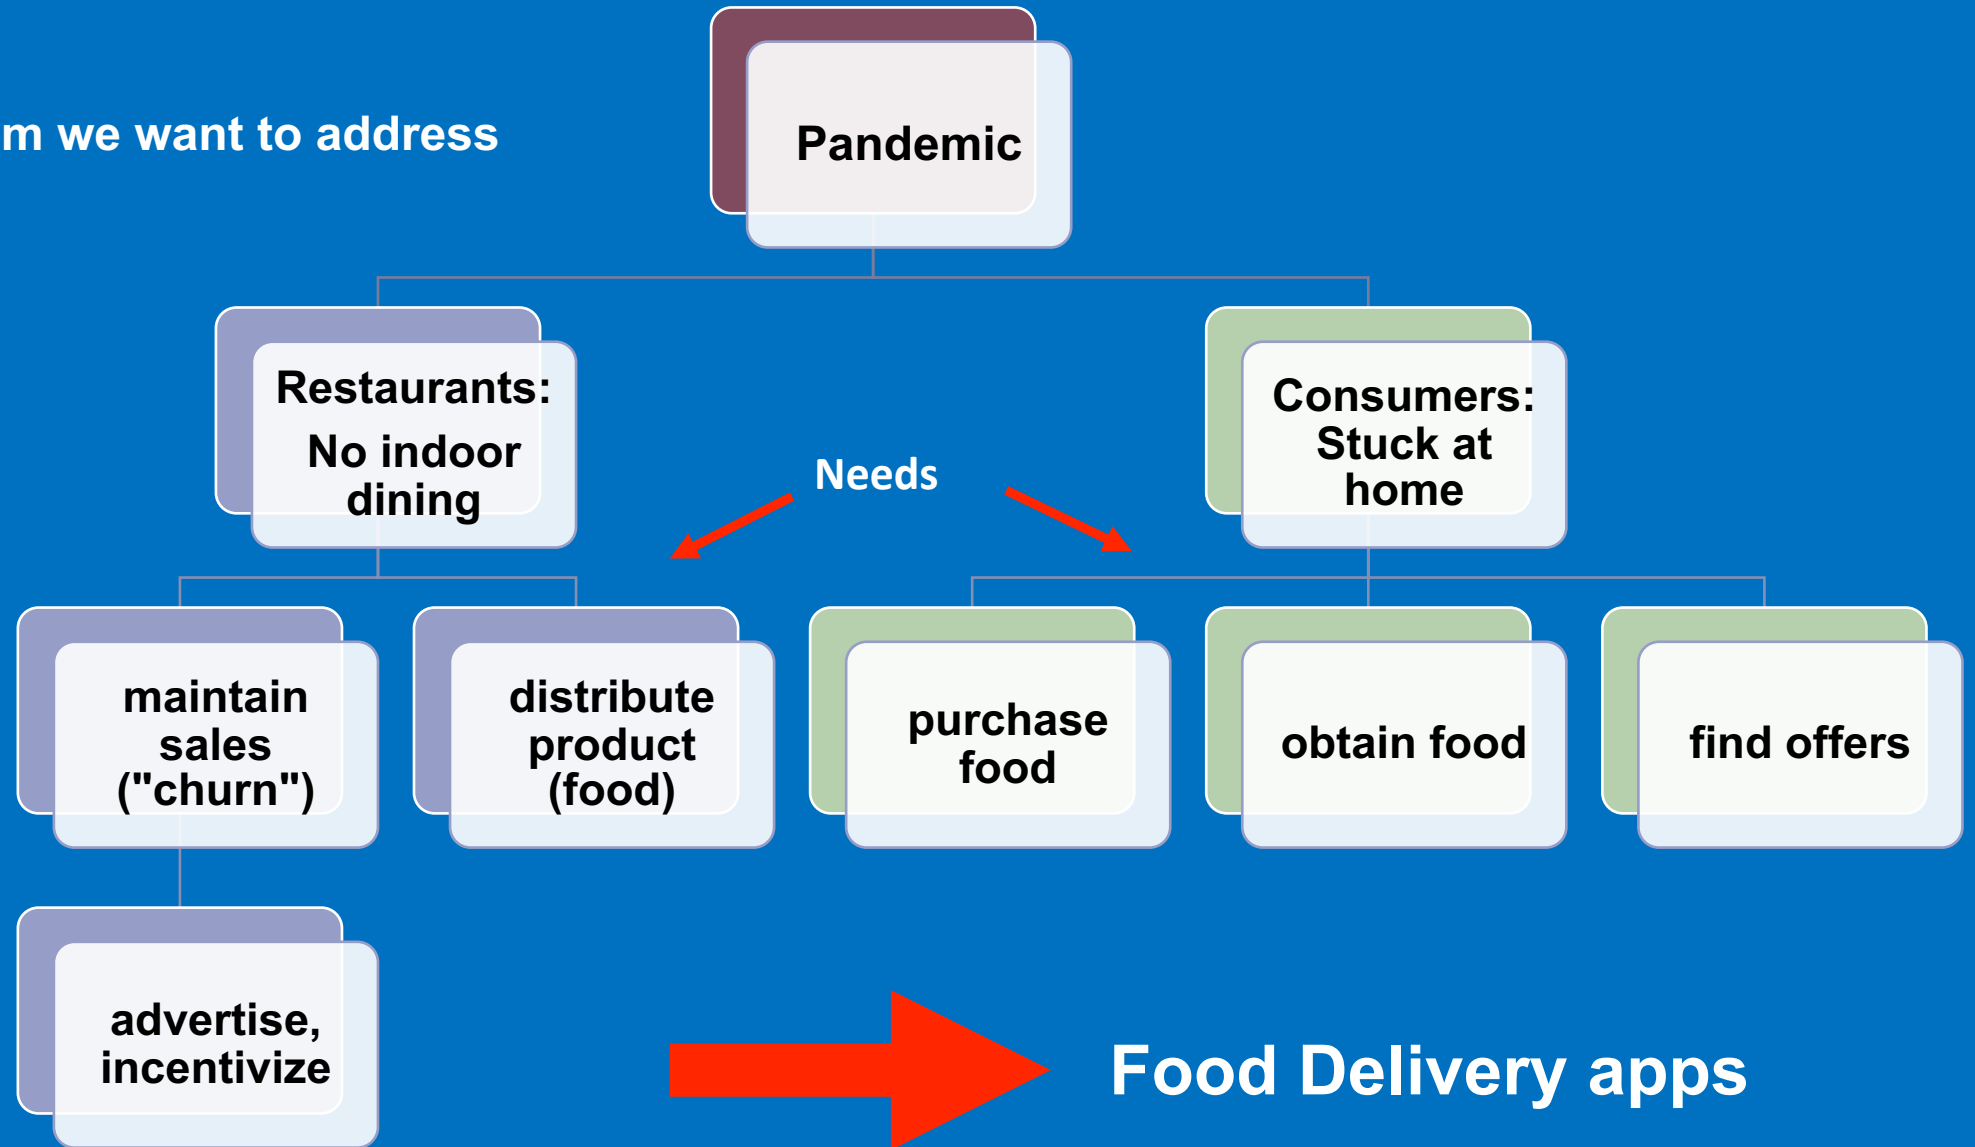 Pandemic
m we want to address
Restaurants:
No indoor
dining
Consumers:
Stuck at
home
Needs
maintain
sales
("churn")
distribute
product
(food)
purchase
food
obtain food
find offers
advertise,
incentivize
Food Delivery apps